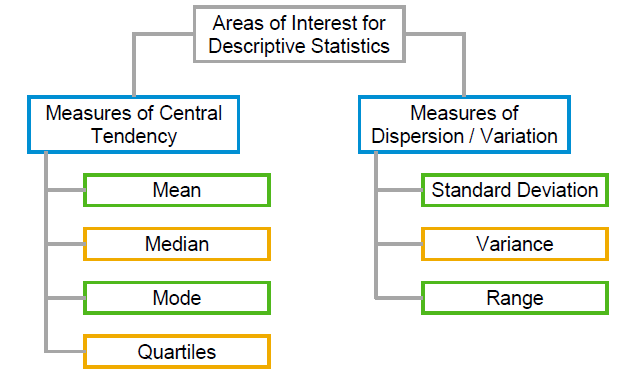 Areas of Interest for
Descriptive Statistics
Measures of Central
Tendency
Mean
Median
Mode
Quartiles
Measures of
Dispersion / Variation
Standard Deviation
Variance
Range